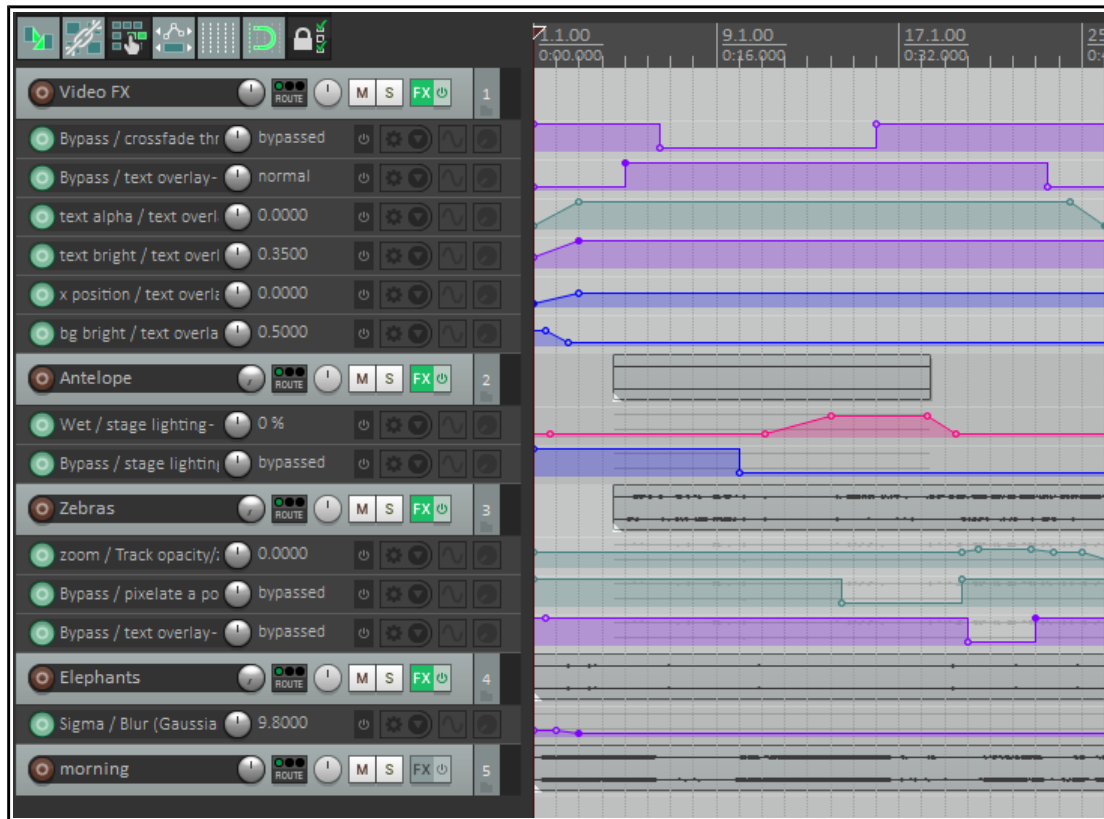 1.1.00 9.1.00 17.1.00 25
0:00.000 0:16.000 0:32.000 0:4
Video FX ROUTE M S FX 1
Bypass / crossfade thr bypassed
Bypass / text overlay- normal
text alpha / text overl 0.0000
text bright / text overl 0.3500
x position / text overla 0.0000
bg bright / text overla 0.5000
Antelope ROUTE M S FX 2
Wet / stage lighting- 0 %
Bypass / stage lighting bypassed
Zebras ROUTE M S FX 3
zoom / Track opacity/z 0.0000
Bypass / pixelate a po bypassed
Bypass / text overlay- bypassed
Elephants ROUTE M S FX 4
Sigma / Blur (Gaussia 9.8000
morning ROUTE M S FX 5